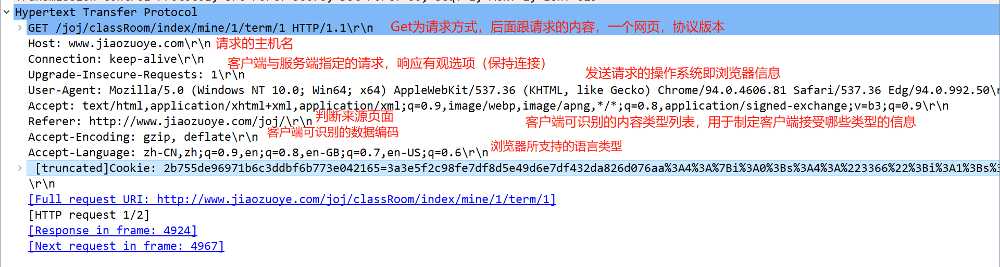 Hypertext Transfer Protocol
GET /joj/classRoom/index/mine/1/term/1 HTTP/1.1\r\n Get为请求方式，后面跟请求的内容，一个网页，协议版本
Host: www.jiaozuoye.com\r\n 请求的主机名
Connection: keep-alive\r\n 客户端与服务端指定的请求，响应有观选项（保持连接）
Upgrade-Insecure-Requests: 1\r\n 发送请求的操作系统即浏览器信息
User-Agent: Mozilla/5.0 (Windows NT 10.0; Win64; x64) AppleWebKit/537.36 (KHTML, like Gecko) Chrome/94.0.4606.81 Safari/537.36 Edg/94.0.992.50\r
Accept: text/html,application/xhtml+xml,application/xml;q=0.9,image/webp,image/apng,*/*;q=0.8,application/signed-exchange;v=b3;q=0.9\r\n
Referer: http://www.jiaozuoye.com/joj/\r\n 判断来源页面 客户端可识别的内容类型列表，用于制定客户端接受哪些类型的信息
Accept-Encoding: gzip, deflate\r\n 客户端可识别的数据编码
Accept-Language: zh-CN,zh;q=0.9,en;q=0.8,en-GB;q=0.7,en-US;q=0.6\r\n 浏览器所支持的语言类型
[truncated]Cookie: 2b755de96971b6c3ddbf6b773e042165=3a3e5f2c98fe7df8d5e49d6e7df432da826d076aa%3A4%3A%7Bi%3A0%3Bs%3A4%3A%223366%22%3Bi%3A1%3Bs%3
\r\n
[Full request URI: http://www.jiaozuoye.com/joj/classRoom/index/mine/1/term/1]
[HTTP request 1/2]
[Response in frame: 4924]
[Next request in frame: 4967]